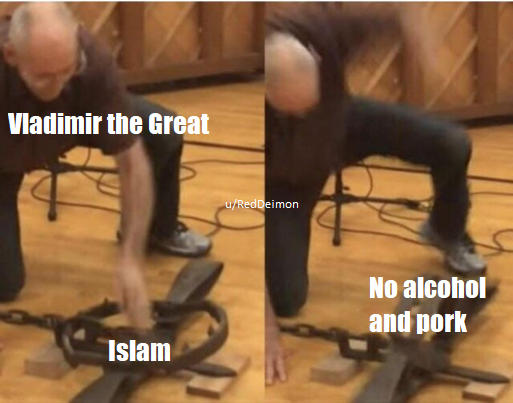 Vladimir the Great
u/RedDeimon
Islam
No alcohol
and pork